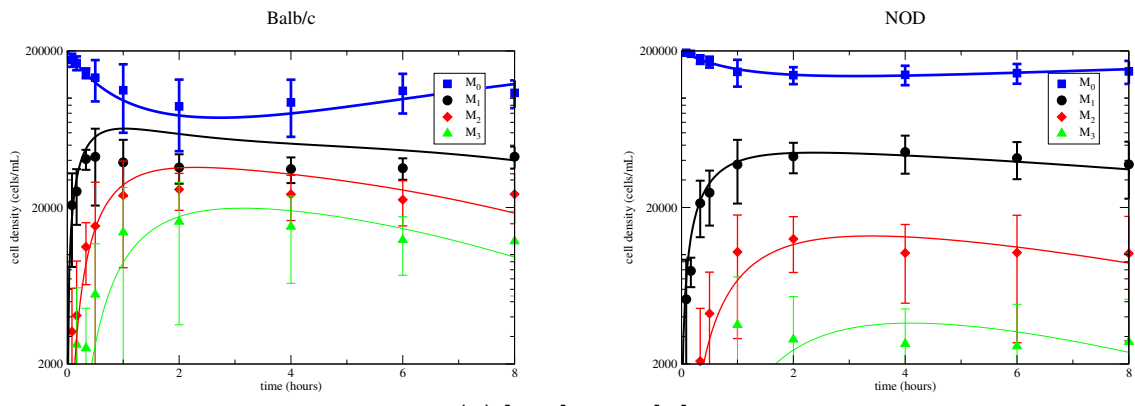 Balb/c
200000
20000
2000
cell density (cells/mL)
0
2
4
6
8
time (hours)
M0
M1
M2
M3
NOD
200000
20000
2000
cell density (cells/mL)
0
2
4
6
8
time (hours)
M0
M1
M2
M3